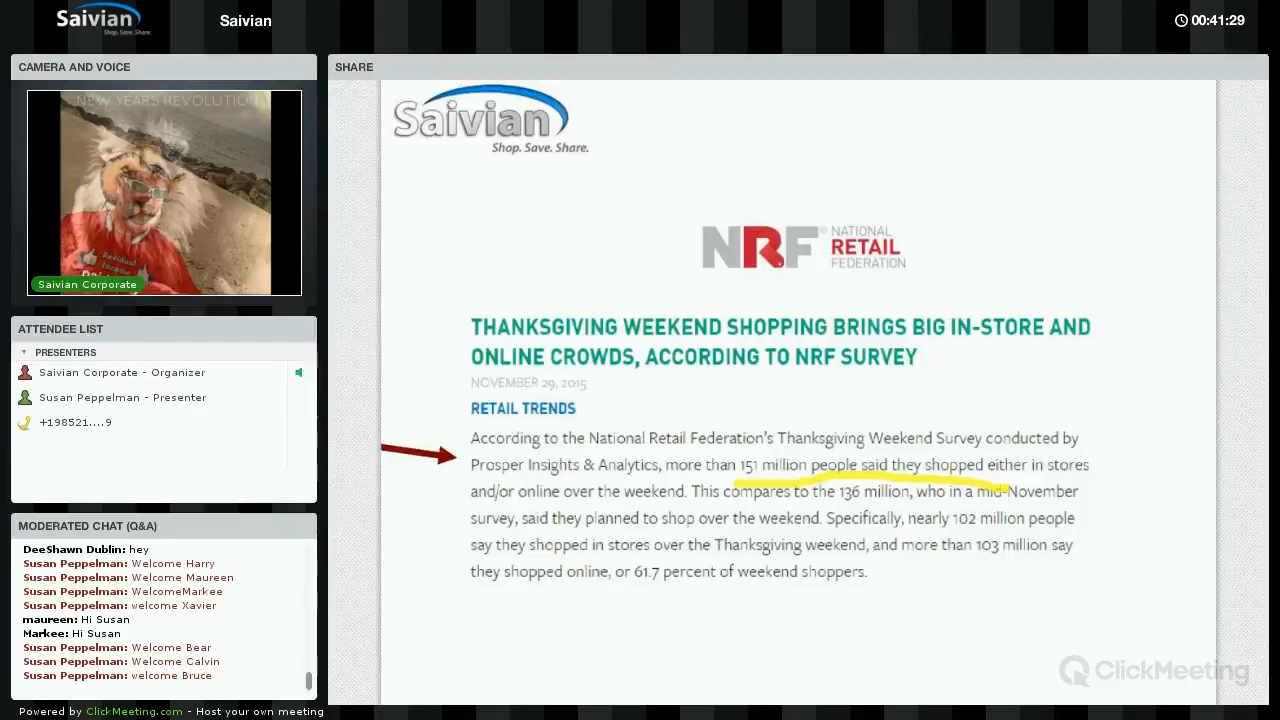 Saivian
Shop. Save. Share.
Saivian
00:41:29
CAMERA AND VOICE
NEW YEARS REVOLUTION
Residual
Income
Saivian Corporate
ATTENDEE LIST
PRESENTERS
Saivian Corporate - Organizer
Susan Peppelman - Presenter
+198521....9
MODERATED CHAT (Q&A)
DeeShawn Dublin: hey
Susan Peppelman: Welcome Harry
Susan Peppelman: Welcome Maureen
Susan Peppelman: WelcomeMarkee
Susan Peppelman: welcome Xavier
maureen: Hi Susan
Markee: Hi Susan
Susan Peppelman: Welcome Bear
Susan Peppelman: Welcome Calvin
Susan Peppelman: welcome Bruce
Powered by ClickMeeting.com - Host your own meeting
SHARE
Saivian
Shop. Save. Share.
NRF®
NATIONAL
RETAIL
FEDERATION
THANKSGIVING WEEKEND SHOPPING BRINGS BIG IN-STORE AND
ONLINE CROWDS, ACCORDING TO NRF SURVEY
NOVEMBER 29, 2015
RETAIL TRENDS
According to the National Retail Federation's Thanksgiving Weekend Survey conducted by
Prosper Insights & Analytics, more than 151 million people said they shopped either in stores
and/or online over the weekend. This compares to the 136 million, who in a mid-November
survey, said they planned to shop over the weekend. Specifically, nearly 102 million people
say they shopped in stores over the Thanksgiving weekend, and more than 103 million say
they shopped online, or 61.7 percent of weekend shoppers.
ClickMeeting